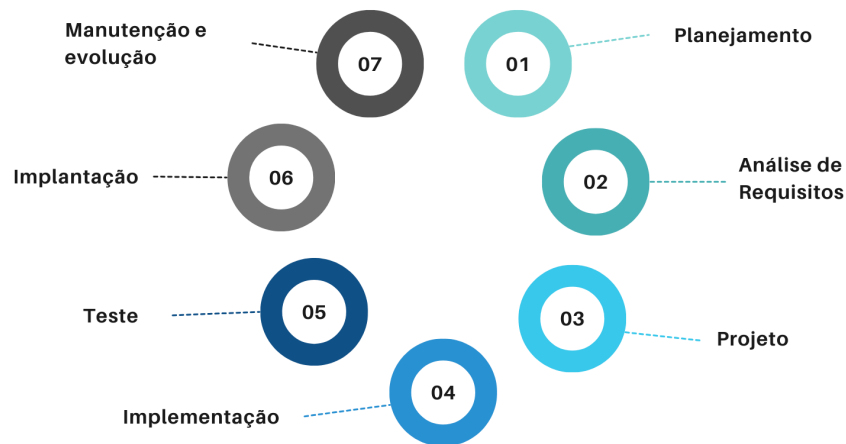 01
Planejamento
02
Análise de
Requisitos
03
Projeto
04
Implementação
05
Teste
06
Implantação
07
Manutenção e
evolução